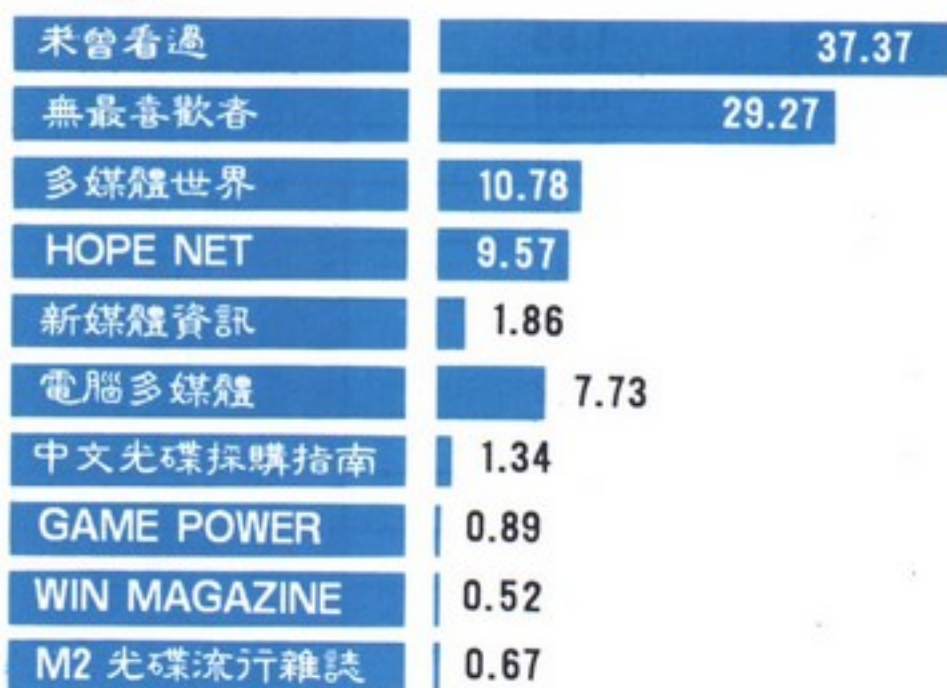 未曾看過 37.37
無最喜歡者 29.27
多媒體世界 10.78
HOPE NET 9.57
新媒體資訊 1.86
電腦多媒體 7.73
中文光碟採購指南 1.34
GAME POWER 0.89
WIN MAGAZINE 0.52
M2 光碟流行雜誌 0.67